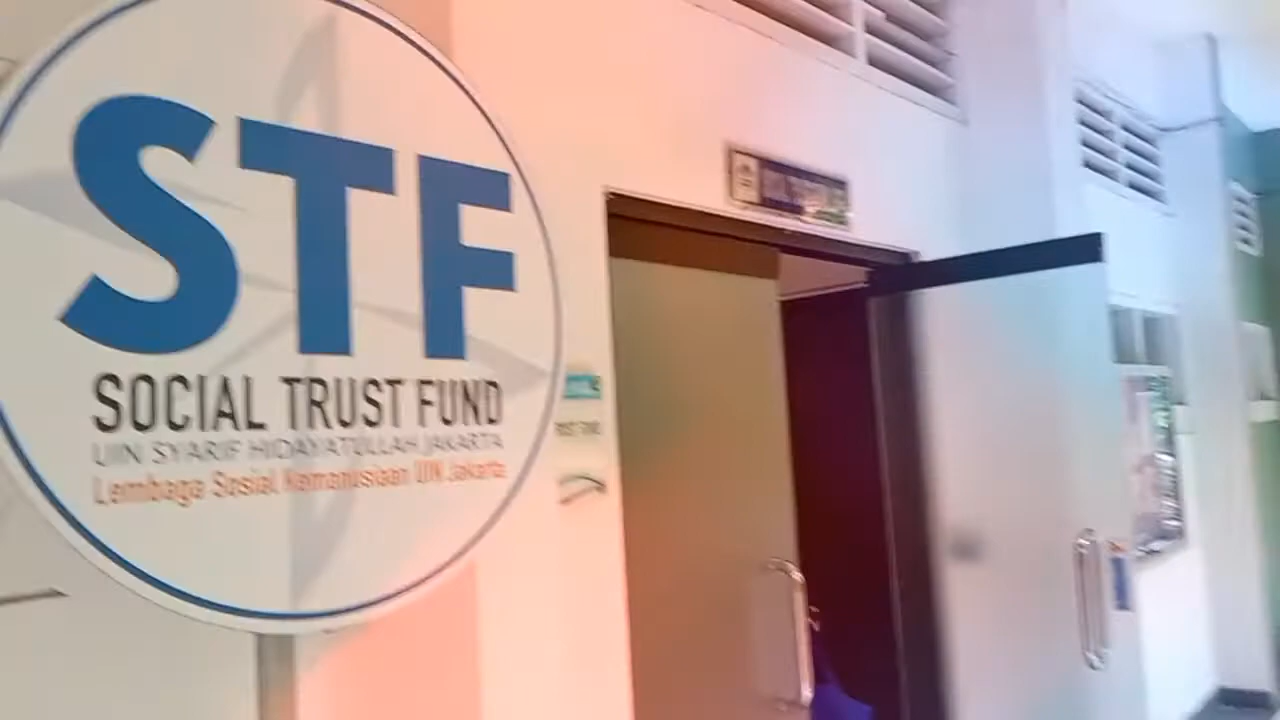 STF
SOCIAL TRUST FUND
UIN SYARIF HIDAYATULLAH JAKARTA
Lembaga Sosial Kemanusiaan UIN Jakarta